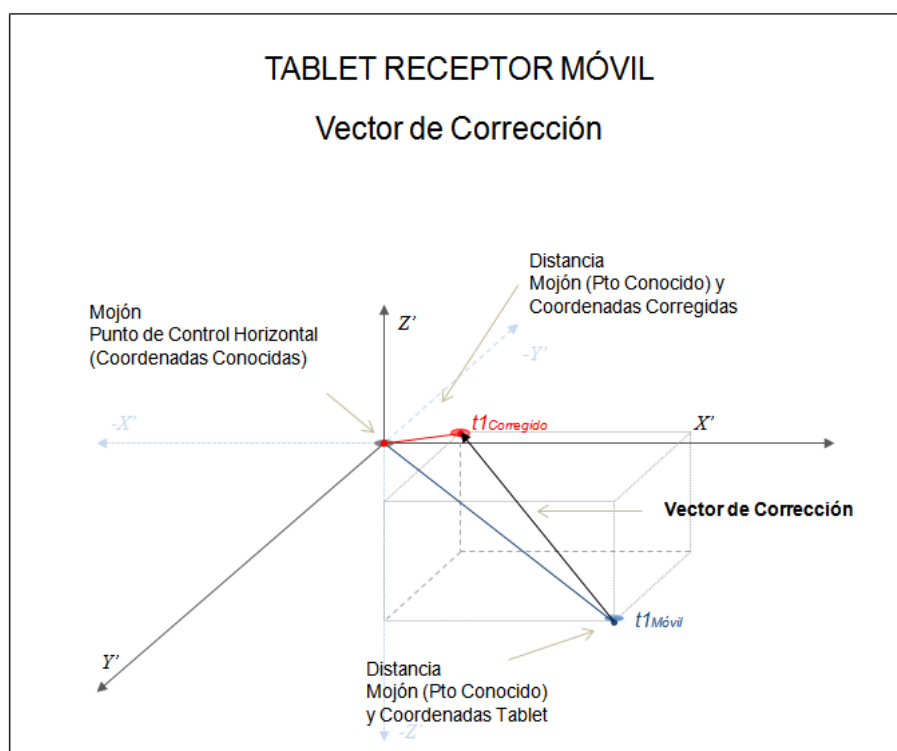 TABLET RECEPTOR MÓVIL
Vector de Corrección
Distancia
Mojón (Pto Conocido) y
Coordenadas Corregidas
Mojón
Punto de Control Horizontal
(Coordenadas Conocidas)
Z'
-Y'
-X'
t1Corregido
X'
Vector de Corrección
t1Móvil
Y'
Distancia
Mojón (Pto Conocido)
y Coordenadas Tablet
-Z'